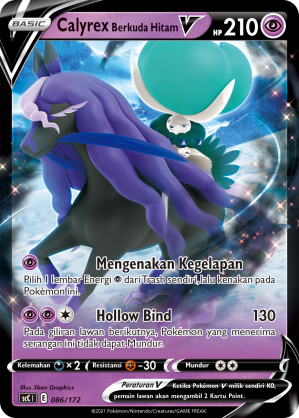 BASIC Calyrex Berkuda Hitam V HP 210
Mengenakan Kegelapan
Pilih 1 lembar Energi dari Trash sendiri, lalu kenakan pada
Pokémon ini.
Hollow Bind 130
Pada giliran lawan berikutnya, Pokémon yang menerima
serangan ini tidak dapat Mundur.
Kelemahan ×2 Resistansi -30 Mundur
Illus. 5ban Graphics
Peraturan V Ketika Pokémon V milik sendiri KO,
pemain lawan akan mengambil 2 Kartu Point.
sc1 I E 086/172
©2021 Pokémon/Nintendo/Creatures/GAME FREAK.